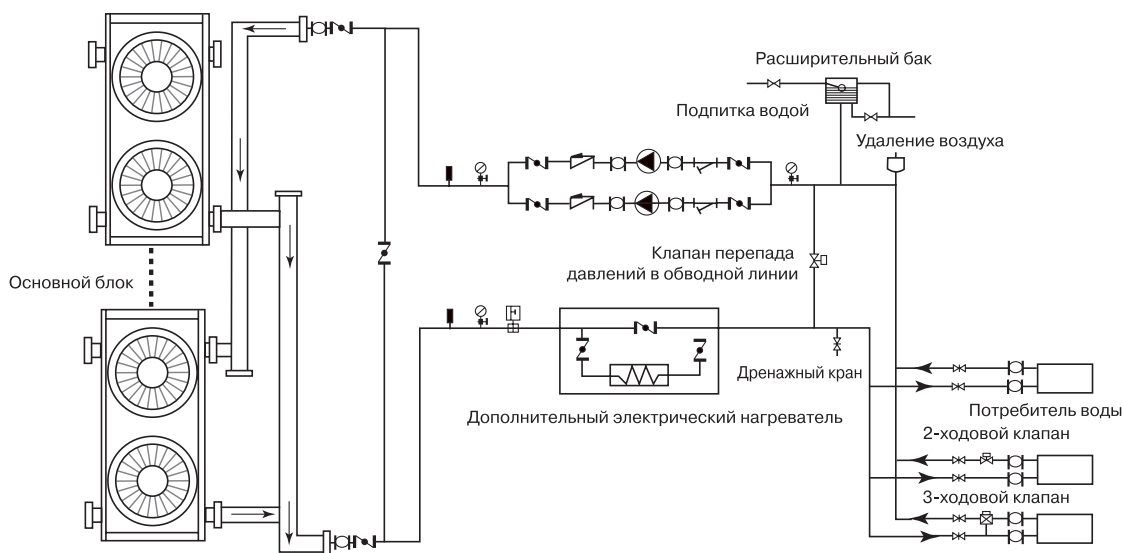 Расширительный бак
Подпитка водой
Удаление воздуха
Клапан перепада
давлений в обводной линии
Основной блок
Дренажный кран
Дополнительный электрический нагреватель
Потребитель воды
2-ходовой клапан
3-ходовой клапан